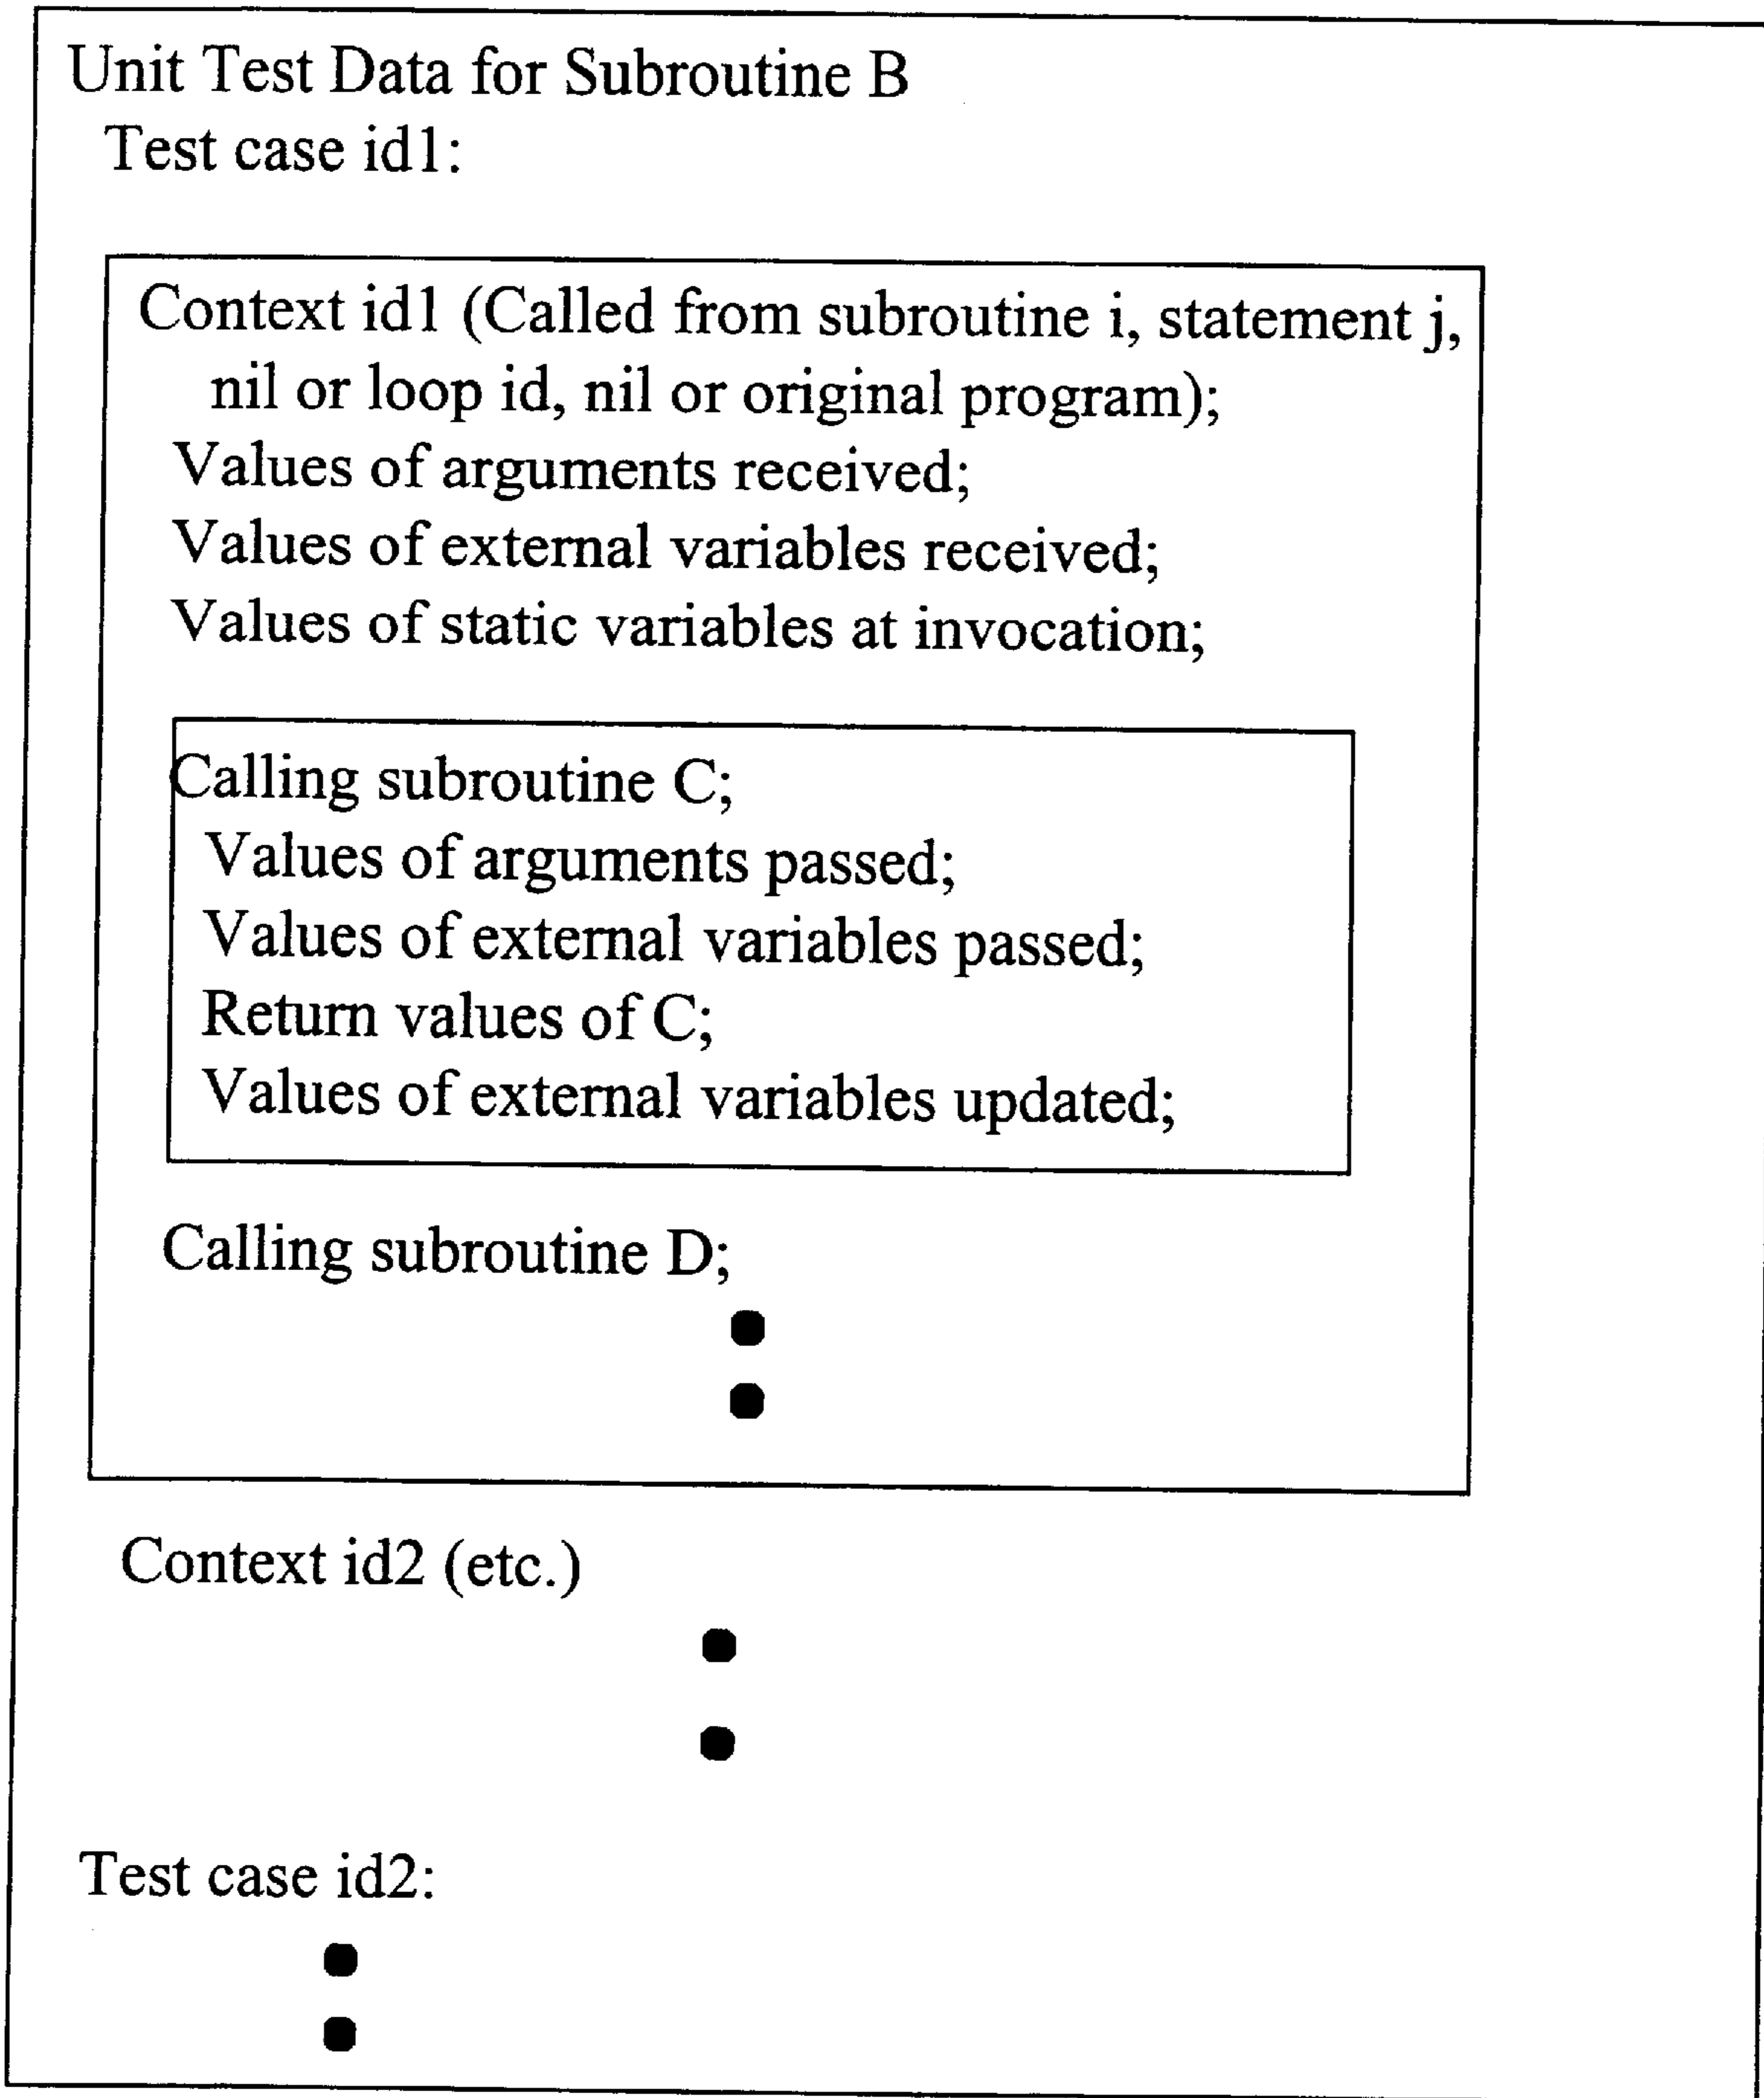 Unit Test Data for Subroutine B
Test case id1:
Context id1 (Called from subroutine i, statement j,
nil or loop id, nil or original program);
Values of arguments received;
Values of external variables received;
Values of static variables at invocation;
Calling subroutine C;
Values of arguments passed;
Values of external variables passed;
Return values of C;
Values of external variables updated;
Calling subroutine D;
Context id2 (etc.)
Test case id2: